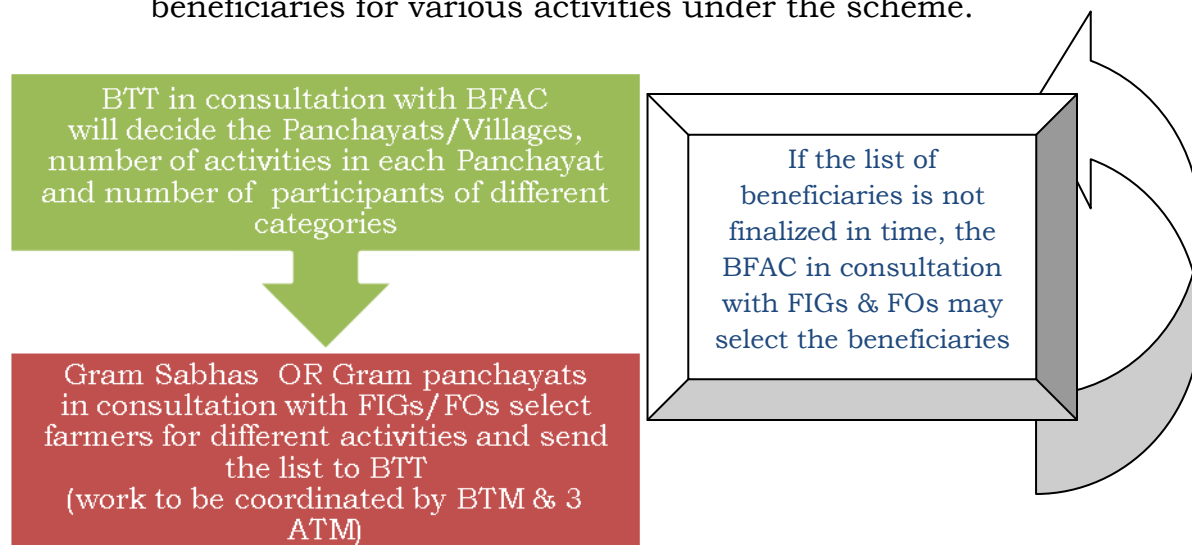 beneficiaries for various activities under the scheme.
BTT in consultation with BFAC
will decide the Panchayats/Villages,
number of activities in each Panchayat
and number of participants of different
categories
Gram Sabhas OR Gram panchayats
in consultation with FIGs/FOs select
farmers for different activities and send
the list to BTT
(work to be coordinated by BTM & 3
ATM)
If the list of
beneficiaries is not
finalized in time, the
BFAC in consultation
with FIGs & FOs may
select the beneficiaries